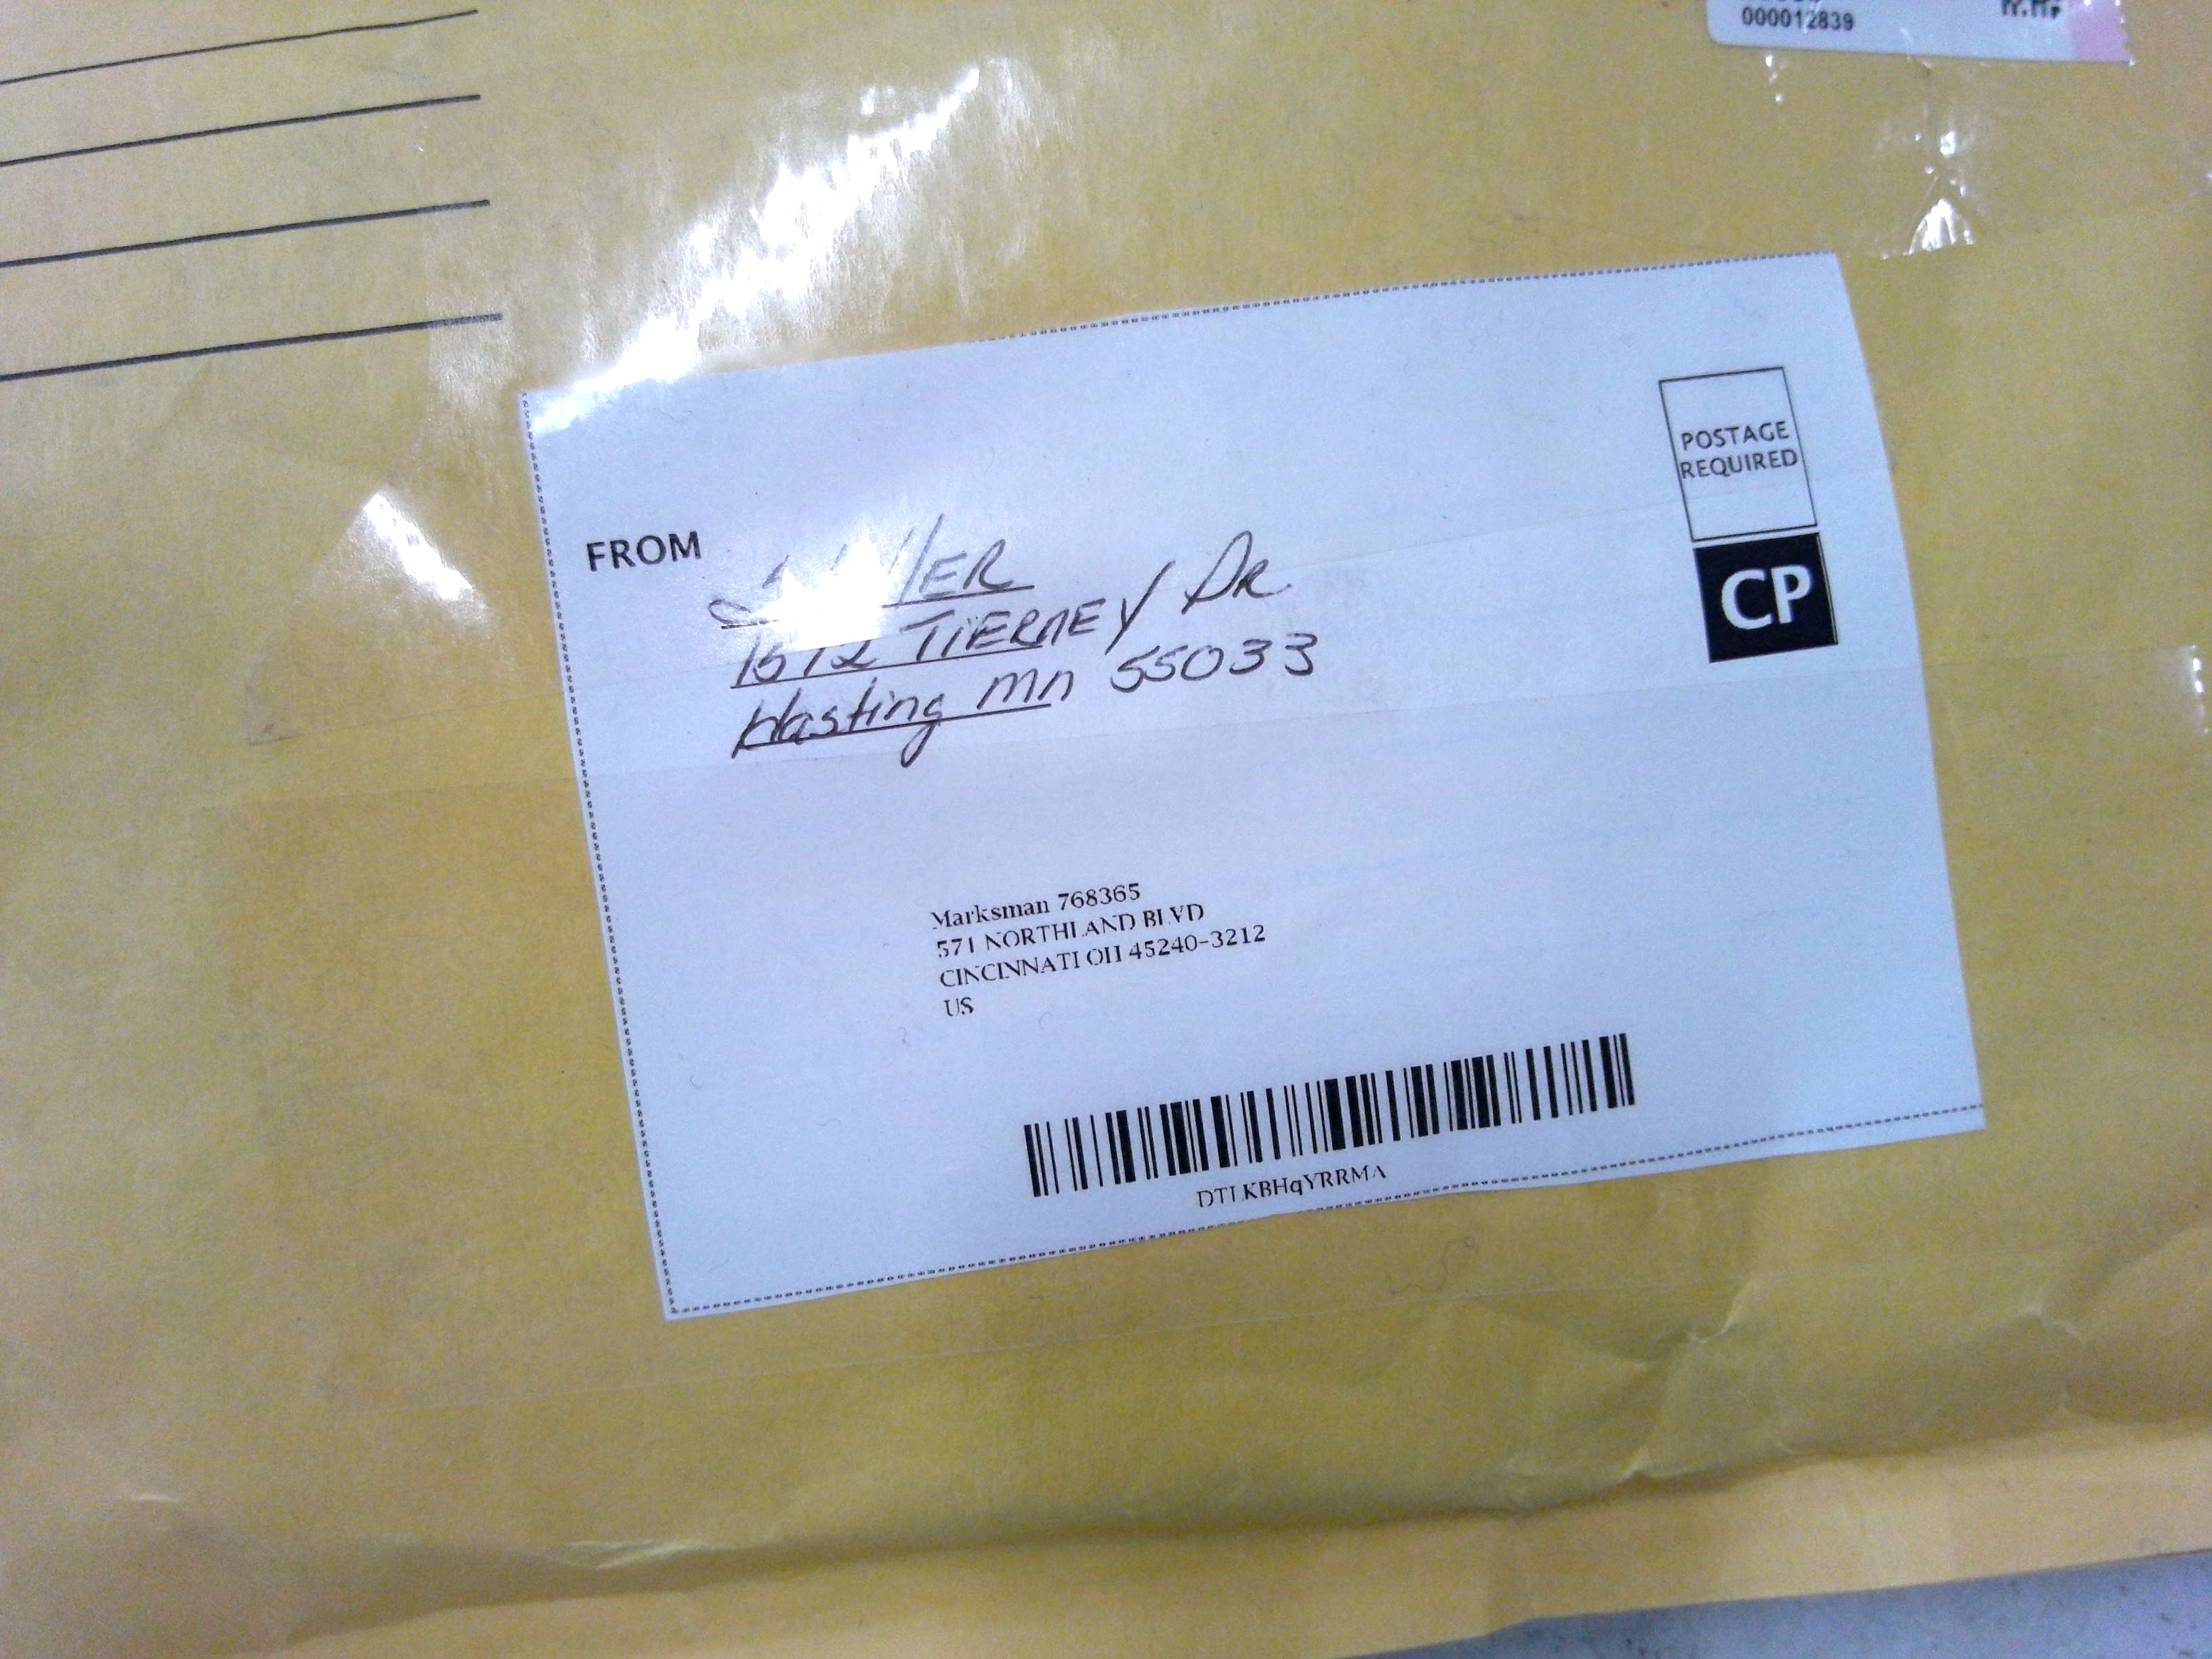 000012839
POSTAGE
REQUIRED
CP
FROM
TiERNEY DR
Hasting Mn 55033
Marksman 768365
571 NORTHLAND BLVD
CINCINNATI OH 45240-3212
US
DTLKBHqYRRMA